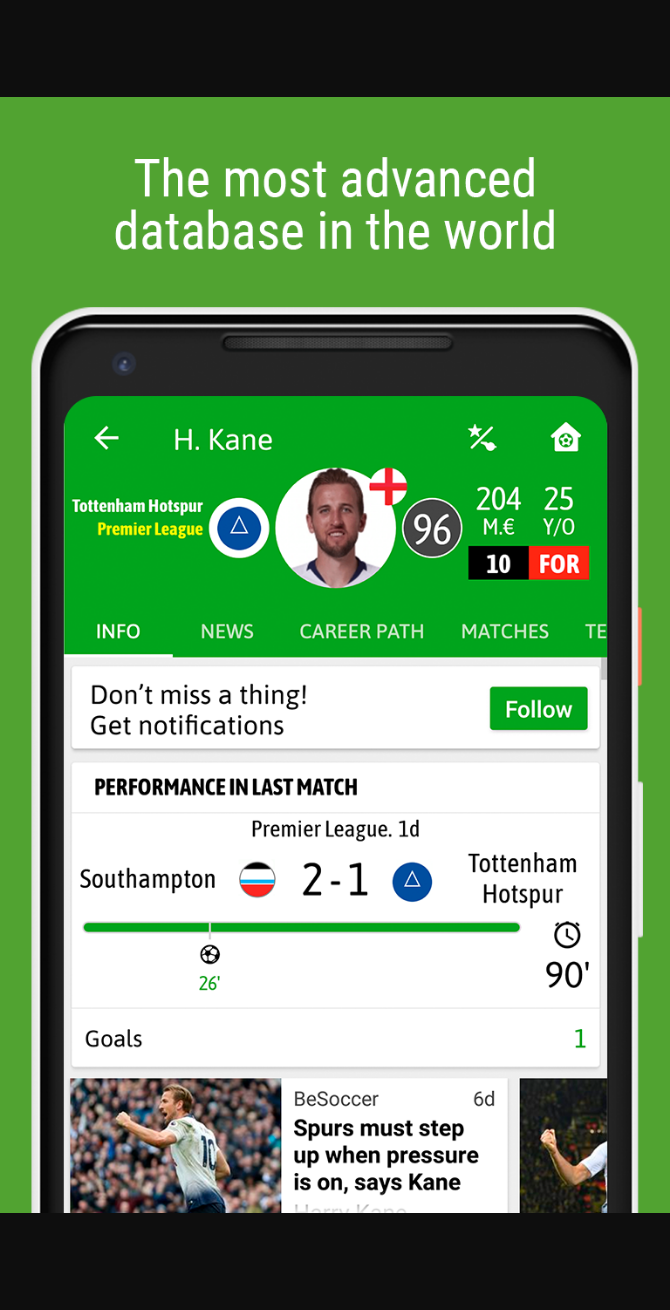 The most advanced
database in the world
H. Kane
Tottenham Hotspur
Premier League
96
204
M.€
25
Y/O
10
FOR
INFO
NEWS
CAREER PATH
MATCHES
TE
Don't miss a thing!
Get notifications
Follow
PERFORMANCE IN LAST MATCH
Premier League. 1d
Southampton
2-1
Tottenham
Hotspur
26'
90'
Goals
1
10
BeSoccer
6d
Spurs must step
up when pressure
is on, says Kane
Harry Kane